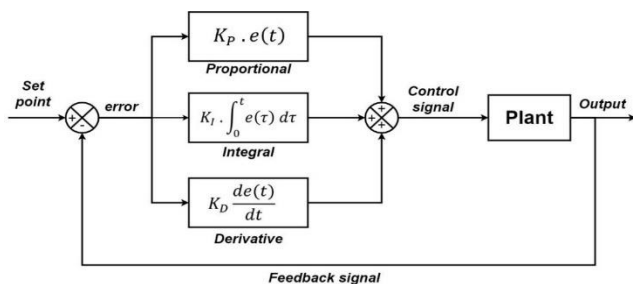 Set
point
error
K_P . e(t)
Proportional
K_I . ∫_0^t e(τ) dτ
Integral
K_D de(t)/dt
Derivative
+
-
+
+
+
Control
signal
Plant
Output
Feedback signal